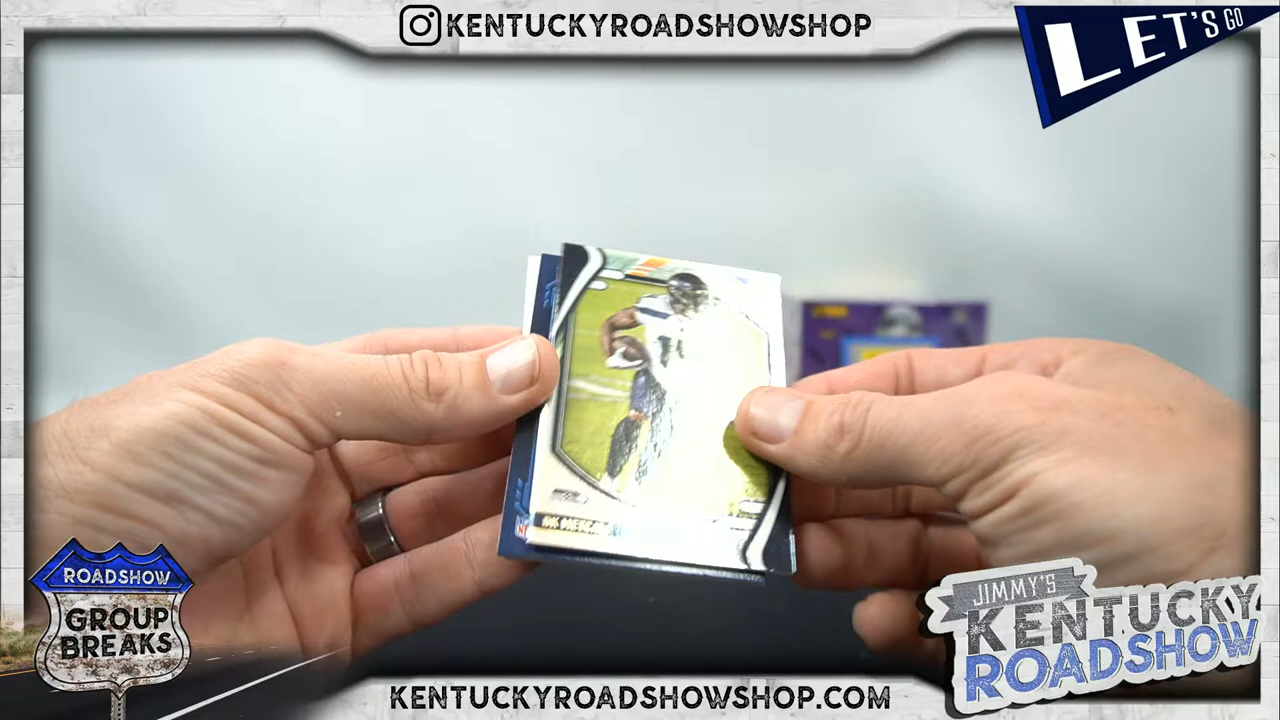 KENTUCKYROADSHOWSHOP
LET'S GO
ROADSHOW
GROUP
BREAKS
JIMMY'S
KENTUCKY
ROADSHOW
KENTUCKYROADSHOWSHOP.COM